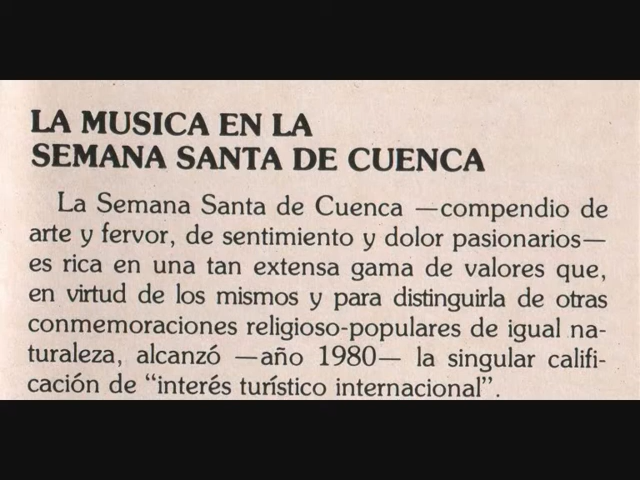 LA MUSICA EN LA
SEMANA SANTA DE CUENCA
La Semana Santa de Cuenca —compendio de
arte y fervor, de sentimiento y dolor pasionarios—
es rica en una tan extensa gama de valores que,
en virtud de los mismos y para distinguirla de otras
conmemoraciones religioso-populares de igual na-
turaleza, alcanzó —año 1980— la singular califi-
cación de “interés turístico internacional”.